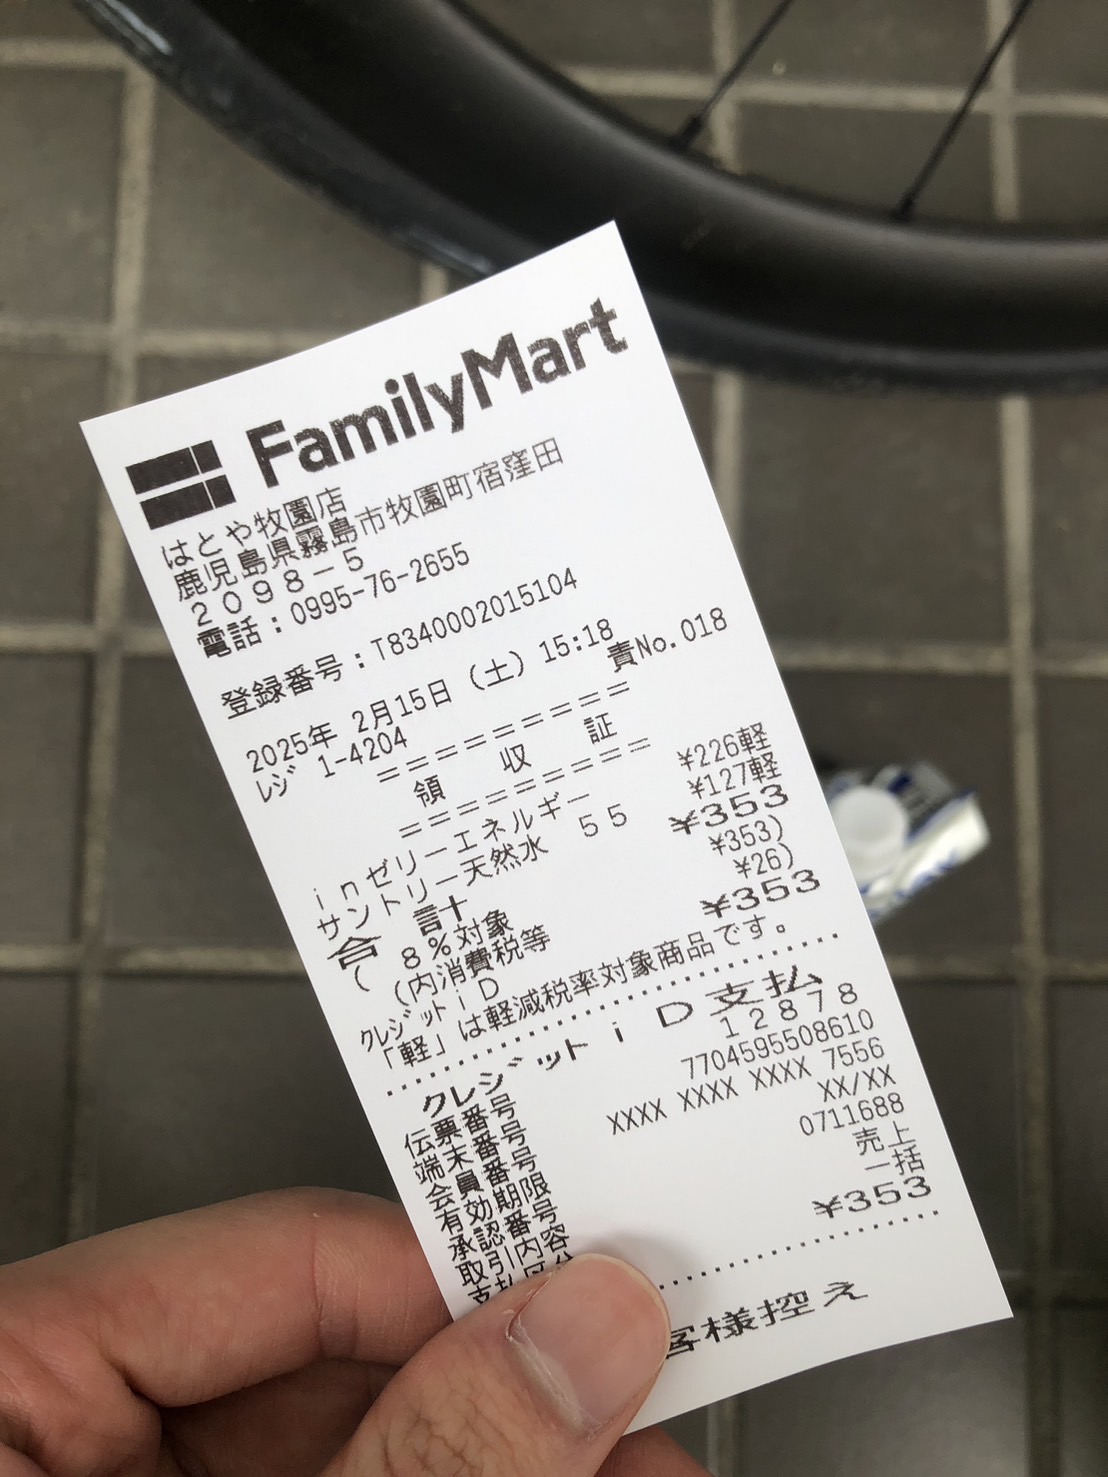 FamilyMart
はとや牧園店
鹿児島県霧島市牧園町宿窪田
2098-5
電話:0995-76-2655
登録番号:T8340002015104
2025年 2月15日(土) 15:18
ﾚｼﾞ 1-4204 責No.018
========
領 収 証
========
inゼリーエネルギー ¥226軽
サントリー天然水 55 ¥127軽
合 計 ¥353
( 8%対象 ¥353)
(内消費税等 ¥26)
ｸﾚｼﾞｯﾄiD ¥353
「軽」は軽減税率対象商品です。
ｸﾚｼﾞｯﾄiD支払
伝票番号 12878
端末番号 7704595508610
会員番号 XXXX XXXX XXXX 7556
有効期限 XX/XX
承認番号 0711688
取引内容 売上
支払区分 一括
¥353
客様控え